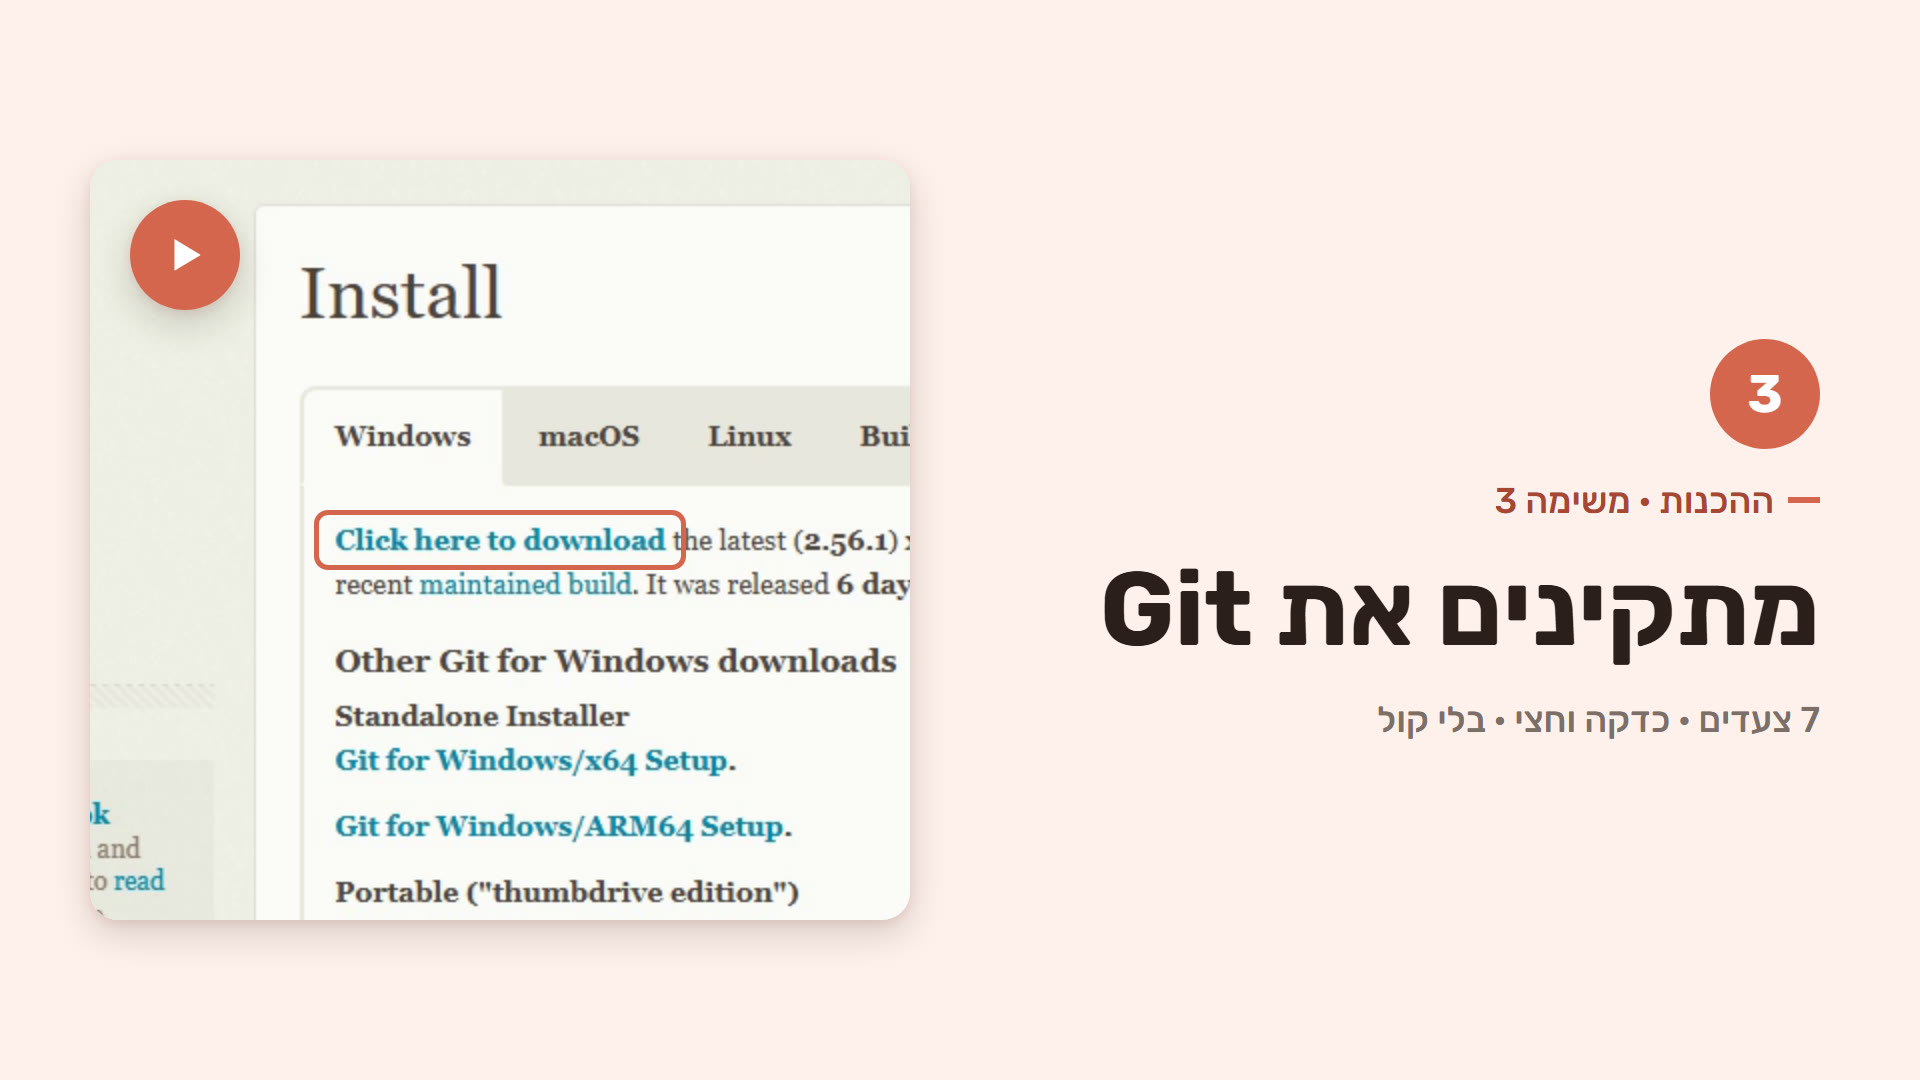 3
ההכנות • משימה 3
מתקינים את Git
7 צעדים • כדקה וחצי • בלי קול
Install
Windows macOS Linux
Click here to download the latest (2.56.1)
recent maintained build. It was released 6
Other Git for Windows downloads
Standalone Installer
Git for Windows/x64 Setup.
Git for Windows/ARM64 Setup.
Portable ("thumbdrive edition")
and
to read